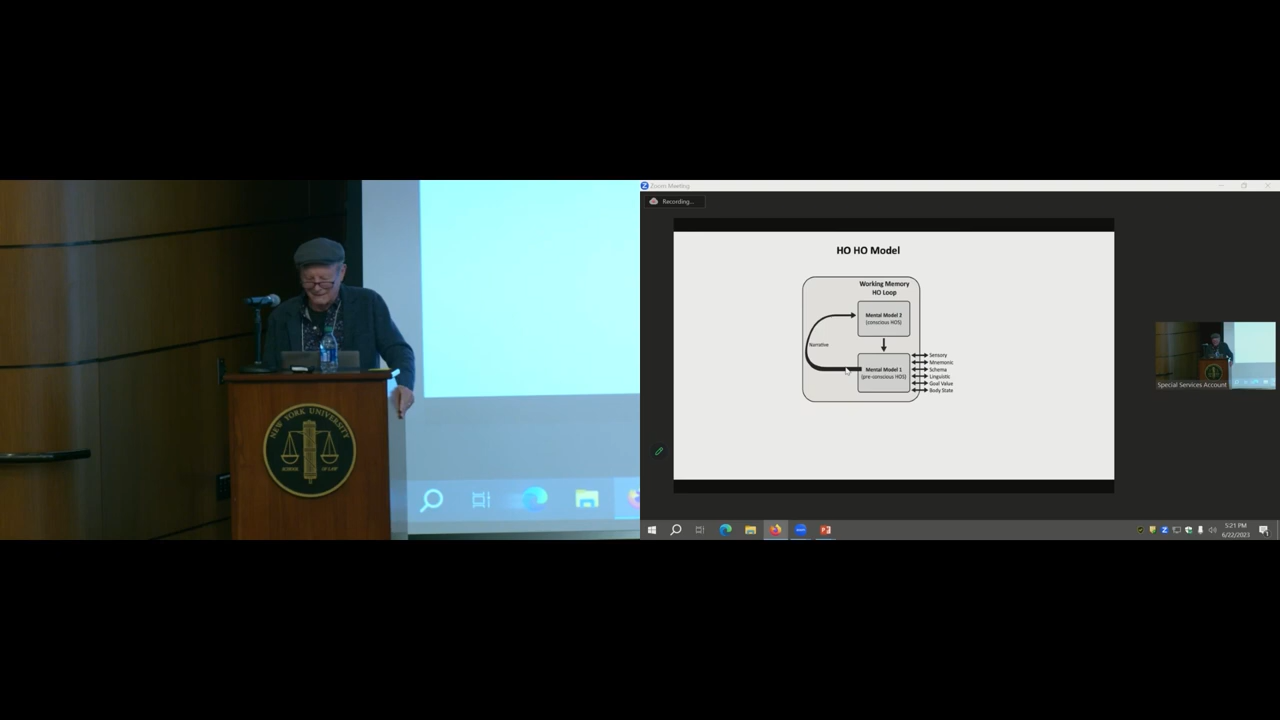 NEW YORK UNIVERSITY
SCHOOL OF LAW
Zoom Meeting
Recording...
HO HO Model
Working Memory
HO Loop
Mental Model 2
(conscious HOS)
Narrative
Mental Model 1
(pre-conscious HOS)
Sensory
Mnemonic
Schema
Linguistic
Goal Value
Body State
Special Services Account
5:21 PM
6/22/2023